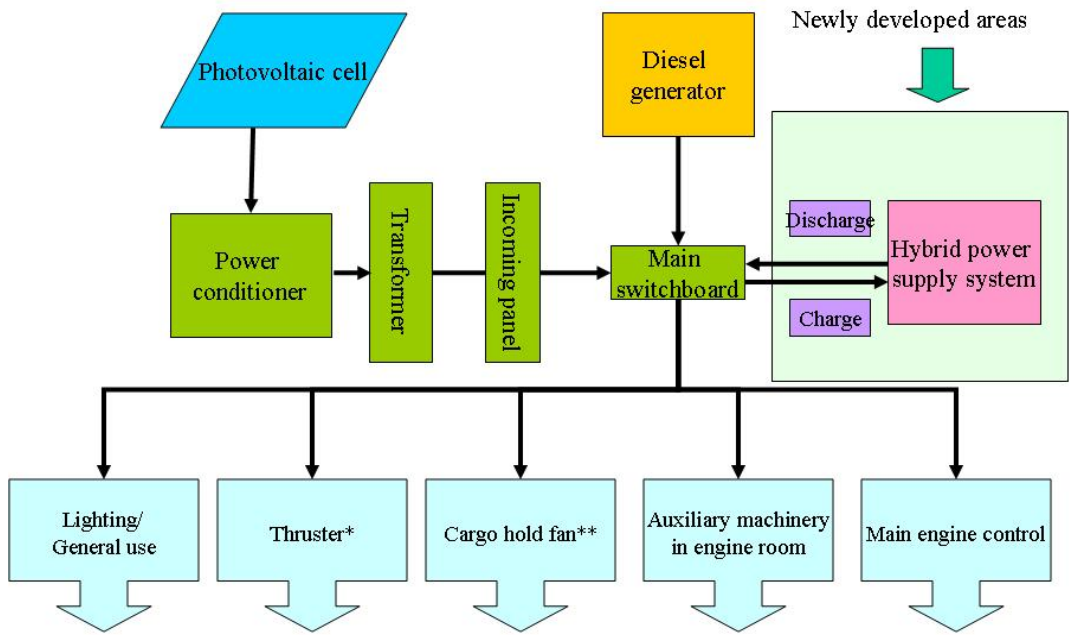 Newly developed areas
Photovoltaic cell
Diesel
generator
Power
conditioner
Transformer
Incoming panel
Main
switchboard
Discharge
Charge
Hybrid power
supply system
Lighting/
General use
Thruster*
Cargo hold fan**
Auxiliary machinery
in engine room
Main engine control